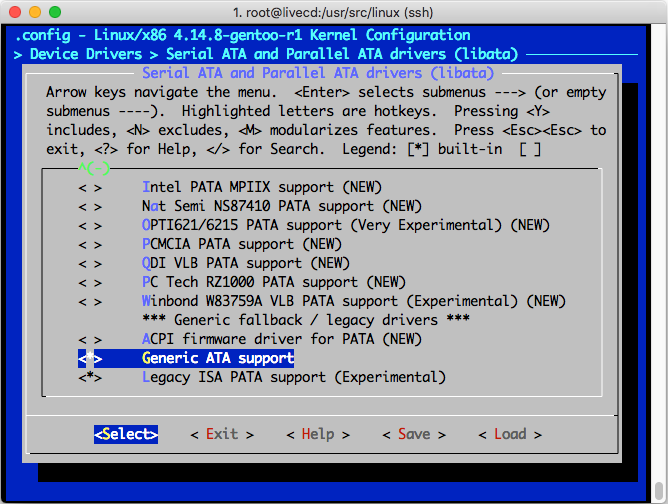 1. root@livecd:/usr/src/linux (ssh)
.config - Linux/x86 4.14.8-gentoo-r1 Kernel Configuration
> Device Drivers > Serial ATA and Parallel ATA drivers (libata)
Serial ATA and Parallel ATA drivers (libata)
Arrow keys navigate the menu.  <Enter> selects submenus ---> (or empty
submenus ----).  Highlighted letters are hotkeys.  Pressing <Y>
includes, <N> excludes, <M> modularizes features.  Press <Esc><Esc> to
exit, <?> for Help, </> for Search.  Legend: [*] built-in  [ ]
^(-)
< > Intel PATA MPIIX support (NEW)
< > Nat Semi NS87410 PATA support (NEW)
< > OPTI621/6215 PATA support (Very Experimental) (NEW)
< > PCMCIA PATA support (NEW)
< > QDI VLB PATA support (NEW)
< > PC Tech RZ1000 PATA support (NEW)
< > Winbond W83759A VLB PATA support (Experimental) (NEW)
*** Generic fallback / legacy drivers ***
< > ACPI firmware driver for PATA (NEW)
<*> Generic ATA support
<*> Legacy ISA PATA support (Experimental)
<Select> < Exit > < Help > < Save > < Load >